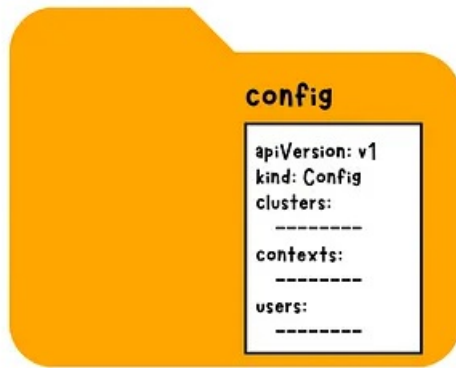 config
apiVersion: v1
kind: Config
clusters:
--------
contexts:
--------
users:
--------